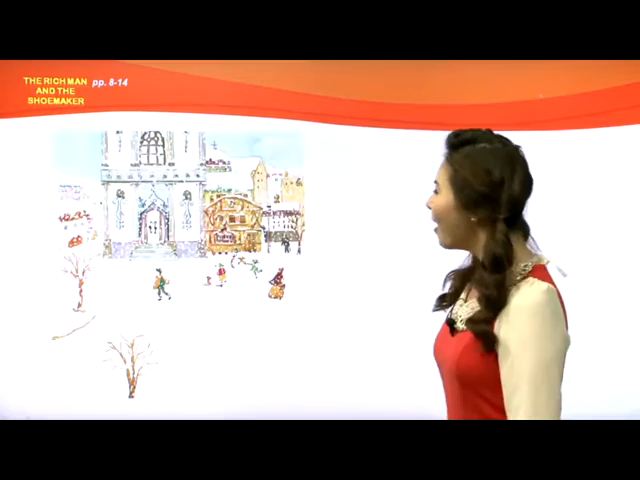 THE RICH MAN pp. 8-14
AND THE
SHOEMAKER